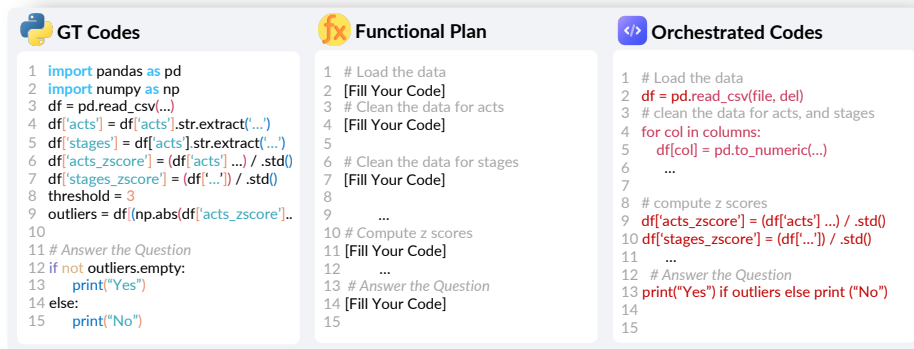 GT Codes
1 import pandas as pd
2 import numpy as np
3 df = pd.read_csv(...)
4 df['acts'] = df['acts'].str.extract('...')
5 df['stages'] = df['acts'].str.extract('...')
6 df['acts_zscore'] = (df['acts'] ...) / .std()
7 df['stages_zscore'] = (df['...']) / .std()
8 threshold = 3
9 outliers = df[(np.abs(df['acts_zscore']..
10
11 # Answer the Question
12 if not outliers.empty:
13 print("Yes")
14 else:
15 print("No")
fx Functional Plan
1 # Load the data
2 [Fill Your Code]
3 # Clean the data for acts
4 [Fill Your Code]
5
6 # Clean the data for stages
7 [Fill Your Code]
8
9 ...
10 # Compute z scores
11 [Fill Your Code]
12 ...
13 # Answer the Question
14 [Fill Your Code]
15
</> Orchestrated Codes
1 # Load the data
2 df = pd.read_csv(file, del)
3 # clean the data for acts, and stages
4 for col in columns:
5 df[col] = pd.to_numeric(...)
6 ...
7
8 # compute z scores
9 df['acts_zscore'] = (df['acts'] ...) / .std()
10 df['stages_zscore'] = (df['...']) / .std()
11 ...
12 # Answer the Question
13 print("Yes") if outliers else print ("No")
14
15